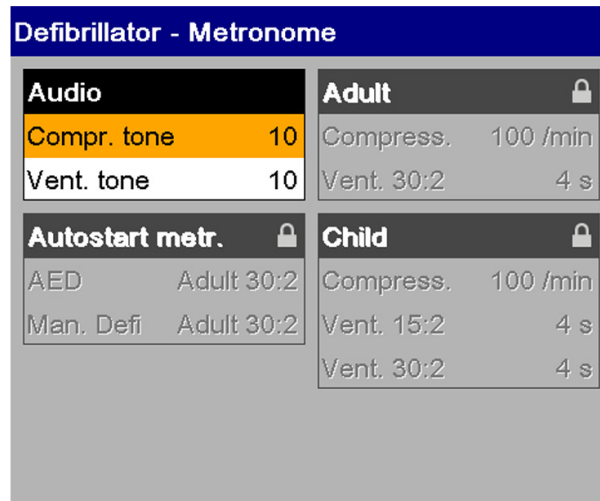 Defibrillator - Metronome
Audio
Compr. tone 10
Vent. tone 10
Adult
Compress. 100 /min
Vent. 30:2 4 s
Autostart metr.
AED Adult 30:2
Man. Defi Adult 30:2
Child
Compress. 100 /min
Vent. 15:2 4 s
Vent. 30:2 4 s